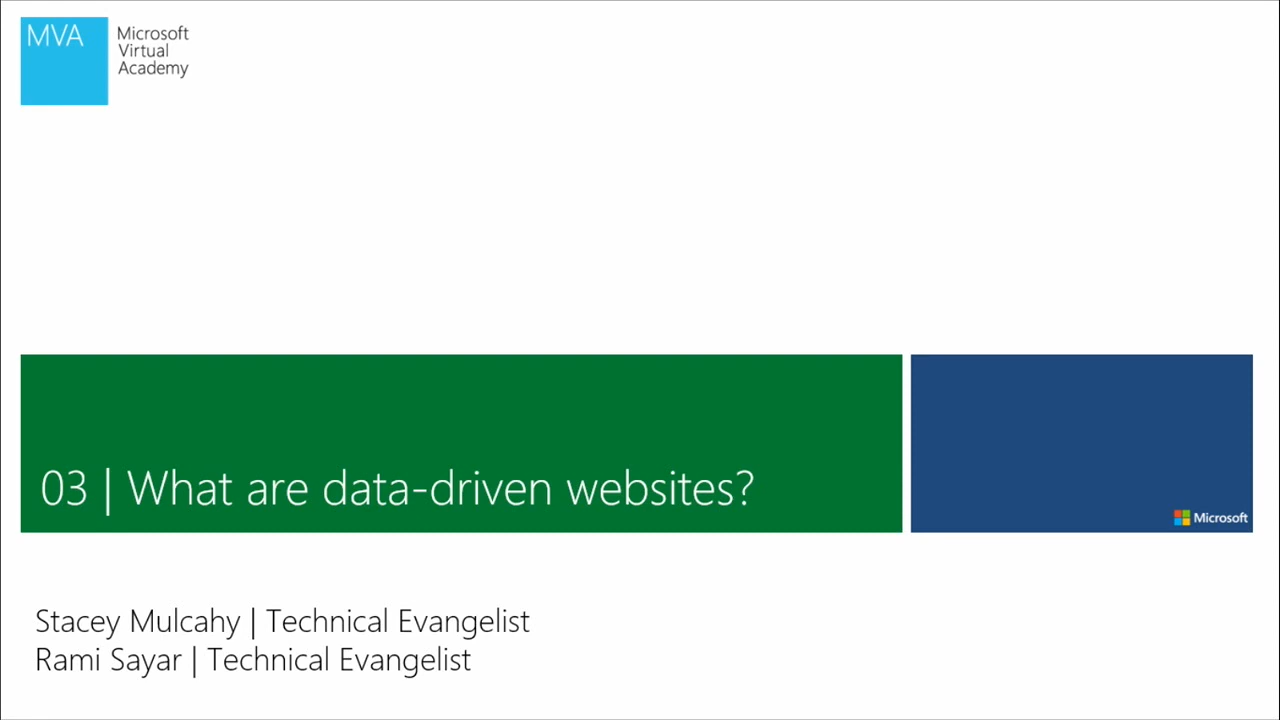 MVA
Microsoft
Virtual
Academy
03 | What are data-driven websites?
Microsoft
Stacey Mulcahy | Technical Evangelist
Rami Sayar | Technical Evangelist